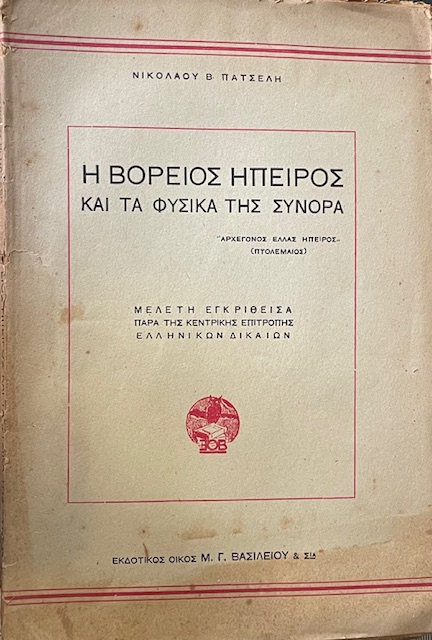 ΝΙΚΟΛΑΟΥ Β. ΠΑΤΣΕΛΗ
Η ΒΟΡΕΙΟΣ ΗΠΕΙΡΟΣ
ΚΑΙ ΤΑ ΦΥΣΙΚΑ ΤΗΣ ΣΥΝΟΡΑ
"ΑΡΧΕΓΟΝΟΣ ΕΛΛΑΣ ΗΠΕΙΡΟΣ"
(ΠΤΟΛΕΜΑΙΟΣ)
ΜΕΛΕΤΗ ΕΓΚΡΙΘΕΙΣΑ
ΠΑΡΑ ΤΗΣ ΚΕΝΤΡΙΚΗΣ ΕΠΙΤΡΟΠΗΣ
ΕΛΛΗΝΙΚΩΝ ΔΙΚΑΙΩΝ
ΕΟΒ
ΕΚΔΟΤΙΚΟΣ ΟΙΚΟΣ Μ. Γ. ΒΑΣΙΛΕΙΟΥ & ΣΙΑ